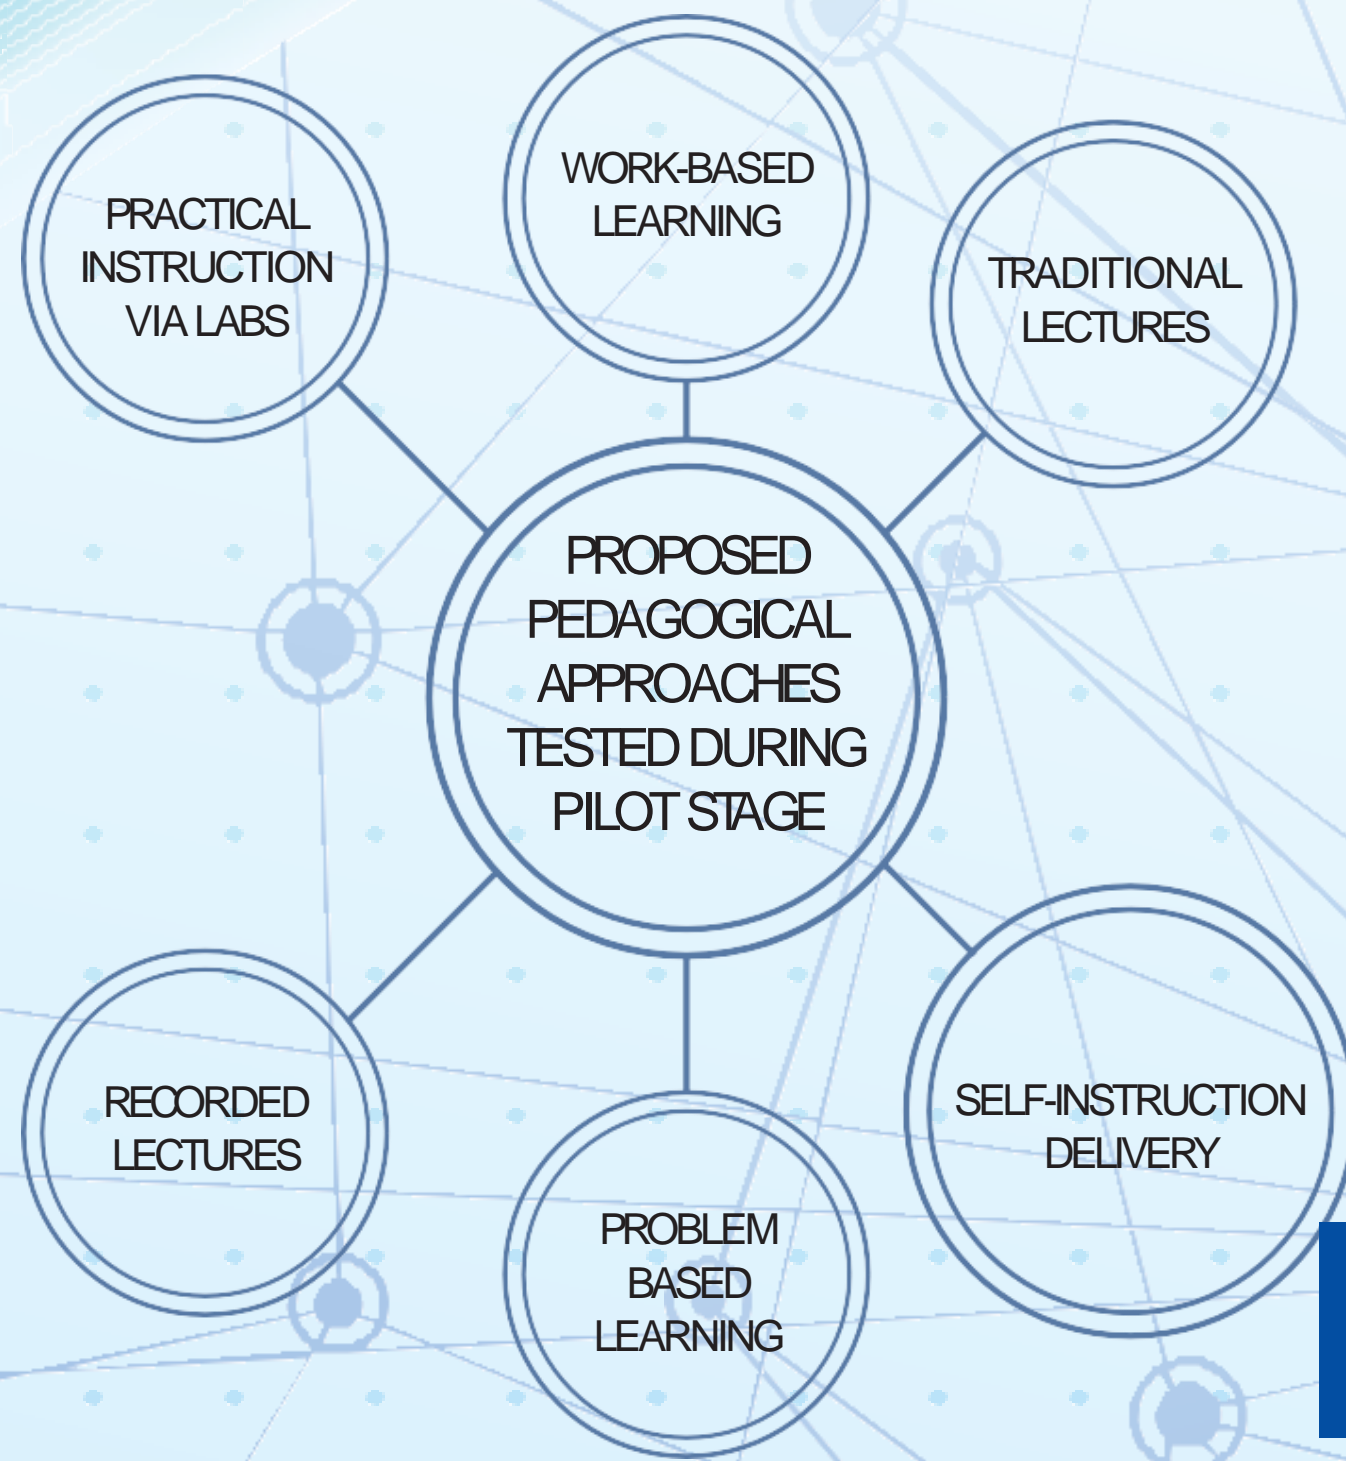 WORK-BASED
LEARNING
PRACTICAL
INSTRUCTION
VIA LABS
TRADITIONAL
LECTURES
PROPOSED
PEDAGOGICAL
APPROACHES
TESTED DURING
PILOT STAGE
RECORDED
LECTURES
SELF-INSTRUCTION
DELIVERY
PROBLEM
BASED
LEARNING